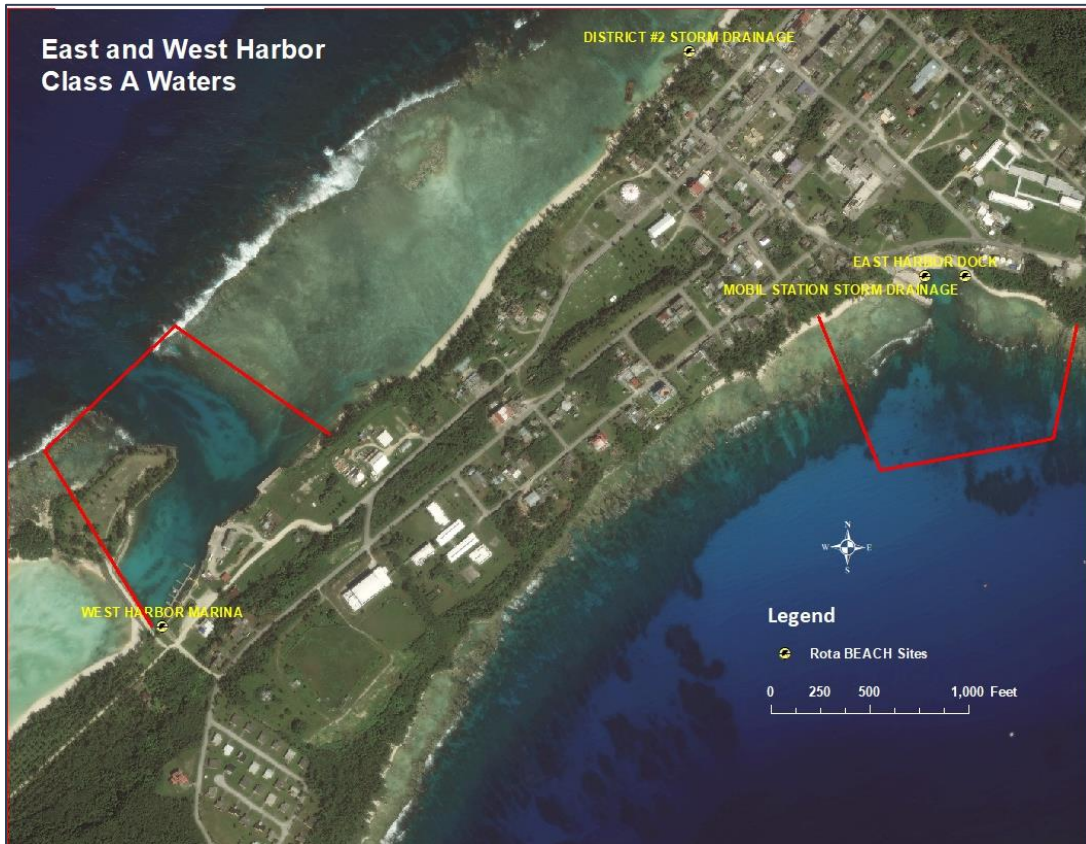 East and West Harbor
Class A Waters
DISTRICT #2 STORM DRAINAGE
EAST HARBOR DOCK
MOBIL STATION STORM DRAINAGE
WEST HARBOR MARINA
N
W E
S
Legend
Rota BEACH Sites
0 250 500 1,000 Feet